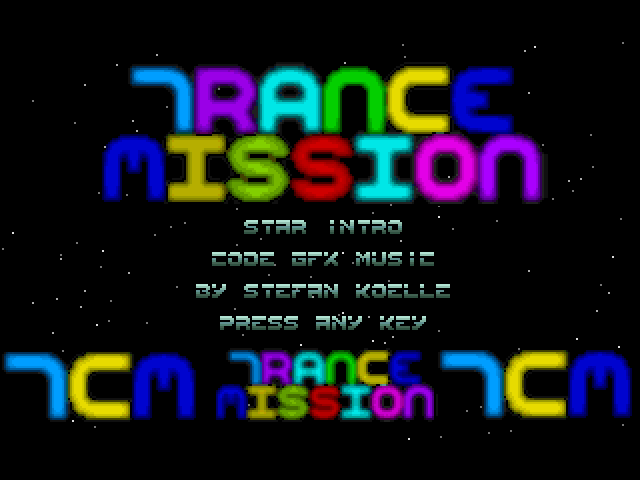 TRANCE
MISSION
STAR INTRO
CODE GFX MUSIC
BY STEFAN KOELLE
PRESS ANY KEY
TCM TRANCE MISSION TCM